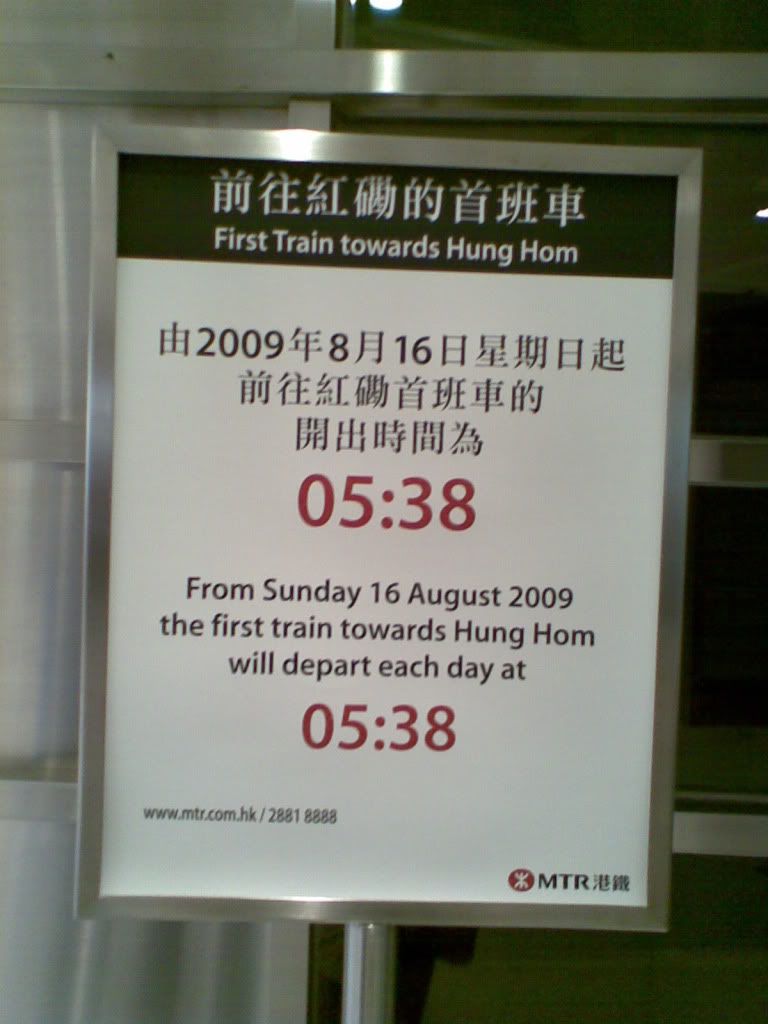 前往紅磡的首班車
First Train towards Hung Hom
由2009年8月16日星期日起
前往紅磡首班車的
開出時間為
05:38
From Sunday 16 August 2009
the first train towards Hung Hom
will depart each day at
05:38
www.mtr.com.hk / 2881 8888
MTR 港鐵